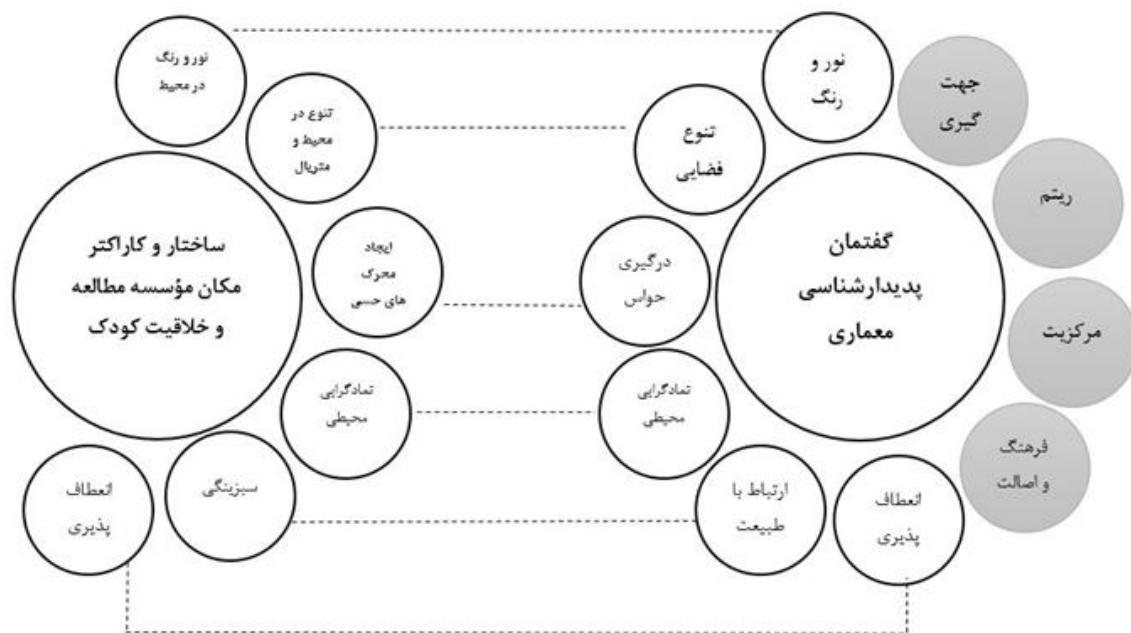 نور و
رنگ
جهت
گیری
تنوع
فضایی
ریتم
گفتمان
پدیدارشناسی
معماری
درگیری
حواس
مرکزیت
نمادگرایی
محیطی
فرهنگ
و اصالت
ارتباط با
طبیعت
انعطاف
پذیری
نور و رنگ
در محیط
تنوع در
محیط و
متریال
ساختار و کاراکتر
مکان مؤسسه مطالعه
و خلاقیت کودک
ایجاد
محرک
های حسی
نمادگرایی
محیطی
سبزینگی
انعطاف
پذیری